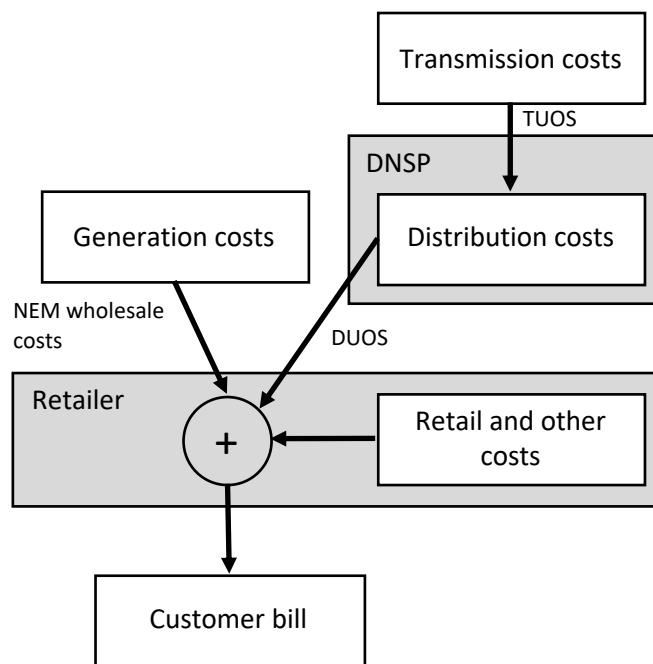 Transmission costs
TUOS
DNSP
Generation costs
Distribution costs
NEM wholesale
costs
DUOS
Retailer
Retail and other
costs
+
Customer bill